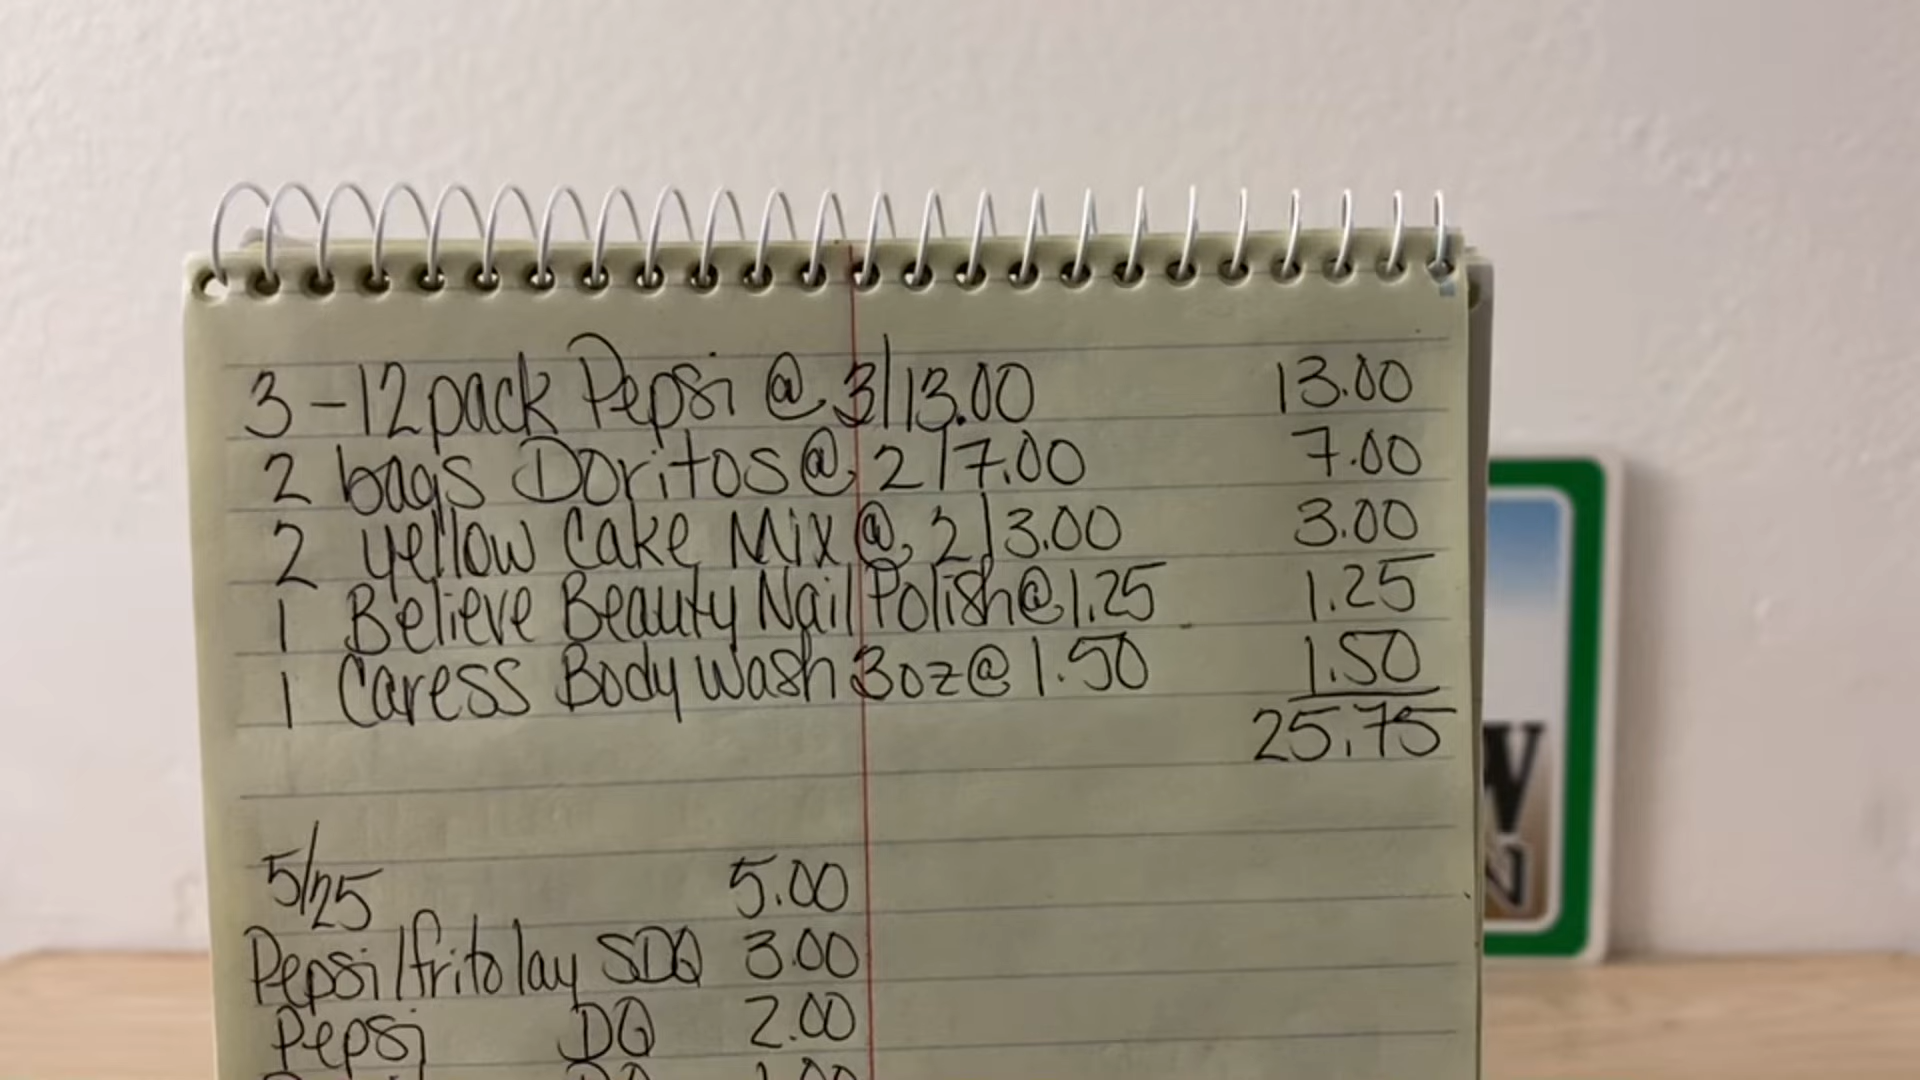 3 - 12 pack Pepsi @ 3/13.00 13.00
2 bags Doritos @ 2/7.00 7.00
2 yellow Cake Mix @ 2/3.00 3.00
1 Believe Beauty Nail Polish @ 1.25 1.25
1 Caress Body Wash 3oz @ 1.50 1.50
25.75
5/25 5.00
Pepsi/frito lay SDQ 3.00
Pepsi DQ 2.00
W
N